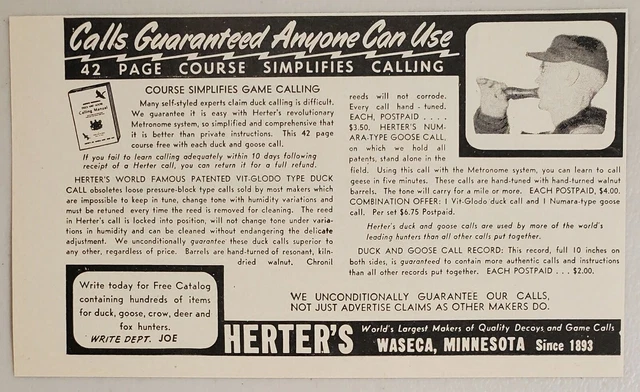 Calls Guaranteed Anyone Can Use
42 PAGE COURSE SIMPLIFIES CALLING
COURSE SIMPLIFIES GAME CALLING
Many self-styled experts claim duck calling is difficult.
We guarantee it is easy with Herter's revolutionary
Metronome system, so simplified and comprehensive that
it is better than private instructions. This 42 page
course free with each duck and goose call.
If you fail to learn calling adequately within 10 days following
receipt of a Herter call, you can return it for a full refund.
HERTER'S WORLD FAMOUS PATENTED VIT-GLODO TYPE DUCK
CALL obsoletes loose pressure-block type calls sold by most makers which
are impossible to keep in tune, change tone with humidity variations and
must be retuned every time the reed is removed for cleaning. The reed
in Herter's call is locked into position, will not change tone under varia-
tions in humidity and can be cleaned without endangering the delicate
adjustment. We unconditionally guarantee these duck calls superior to
any other, regardless of price. Barrels are hand-turned of resonant, kiln-
dried walnut. Chronil
reeds will not corrode.
Every call hand-tuned.
EACH, POSTPAID ....
$3.50. HERTER'S NUM-
ARA-TYPE GOOSE CALL,
on which we hold all
patents, stand alone in the
field. Using this call with the Metronome system, you can learn to call
geese in five minutes. These calls are hand-tuned with hand-turned walnut
barrels. The tone will carry for a mile or more. EACH POSTPAID, $4.00.
COMBINATION OFFER: 1 Vit-Glodo duck call and 1 Numara-type goose
call. Per set $6.75 Postpaid.
Herter's duck and goose calls are used by more of the world's
leading hunters than all other calls put together.
DUCK AND GOOSE CALL RECORD: This record, full 10 inches on
both sides, is guaranteed to contain more authentic calls and instructions
than all other records put together. EACH POSTPAID ... $2.00.
Write today for Free Catalog
containing hundreds of items
for duck, goose, crow, deer and
fox hunters.
WRITE DEPT. JOE
WE UNCONDITIONALLY GUARANTEE OUR CALLS,
NOT JUST ADVERTISE CLAIMS AS OTHER MAKERS DO.
HERTER'S
World's Largest Makers of Quality Decoys and Game Calls
WASECA, MINNESOTA Since 1893